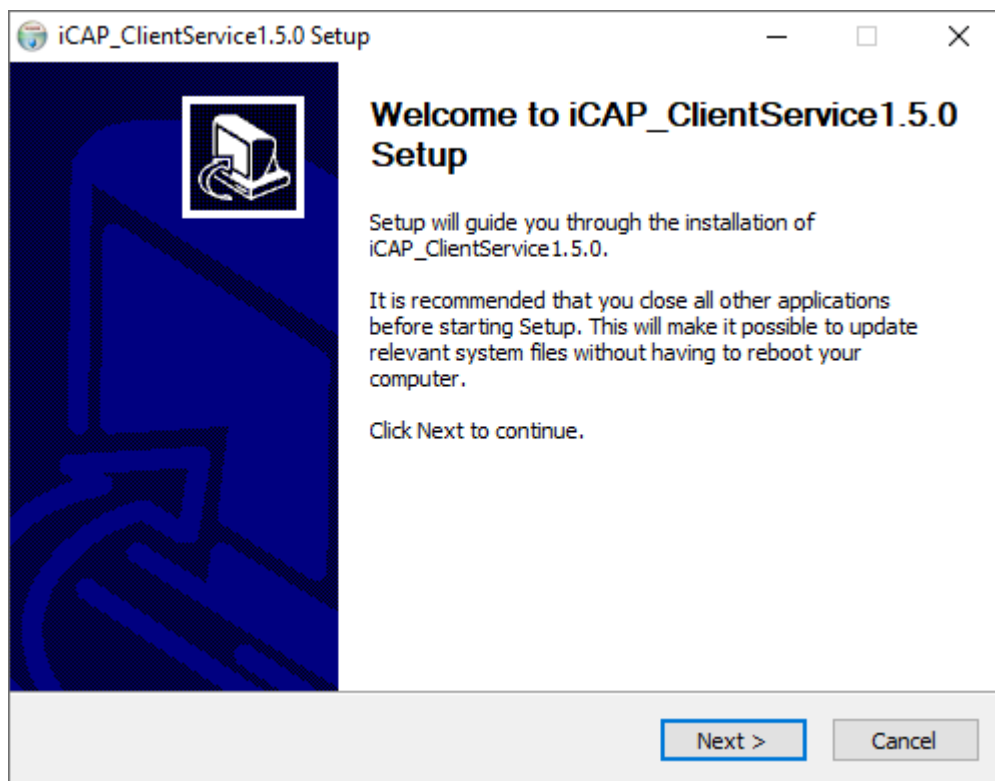 iCAP_ClientService1.5.0 Setup
Welcome to iCAP_ClientService1.5.0
Setup
Setup will guide you through the installation of
iCAP_ClientService1.5.0.
It is recommended that you close all other applications
before starting Setup. This will make it possible to update
relevant system files without having to reboot your
computer.
Click Next to continue.
Next >
Cancel